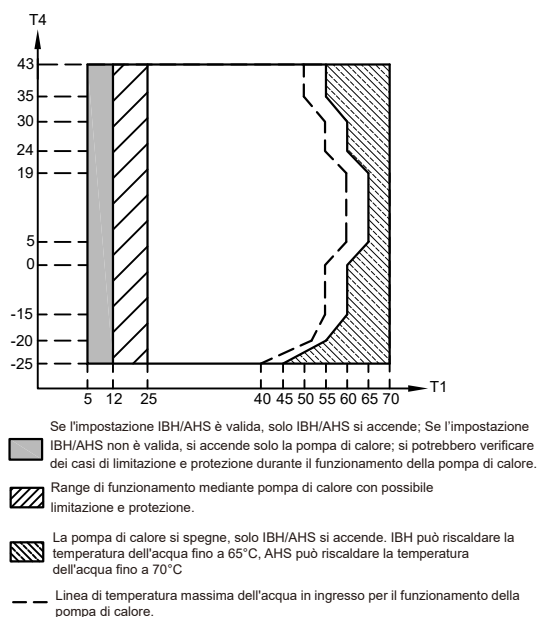 T4
43
35
30
24
19
5
0
-15
-20
-25
5 12 25 40 45 50 55 60 65 70
T1
Se l'impostazione IBH/AHS è valida, solo IBH/AHS si accende; Se l'impostazione
IBH/AHS non è valida, si accende solo la pompa di calore; si potrebbero verificare
dei casi di limitazione e protezione durante il funzionamento della pompa di calore.
Range di funzionamento mediante pompa di calore con possibile
limitazione e protezione.
La pompa di calore si spegne, solo IBH/AHS si accende. IBH può riscaldare la
temperatura dell'acqua fino a 65°C, AHS può riscaldare la temperatura
dell'acqua fino a 70°C
Linea di temperatura massima dell'acqua in ingresso per il funzionamento della
pompa di calore.